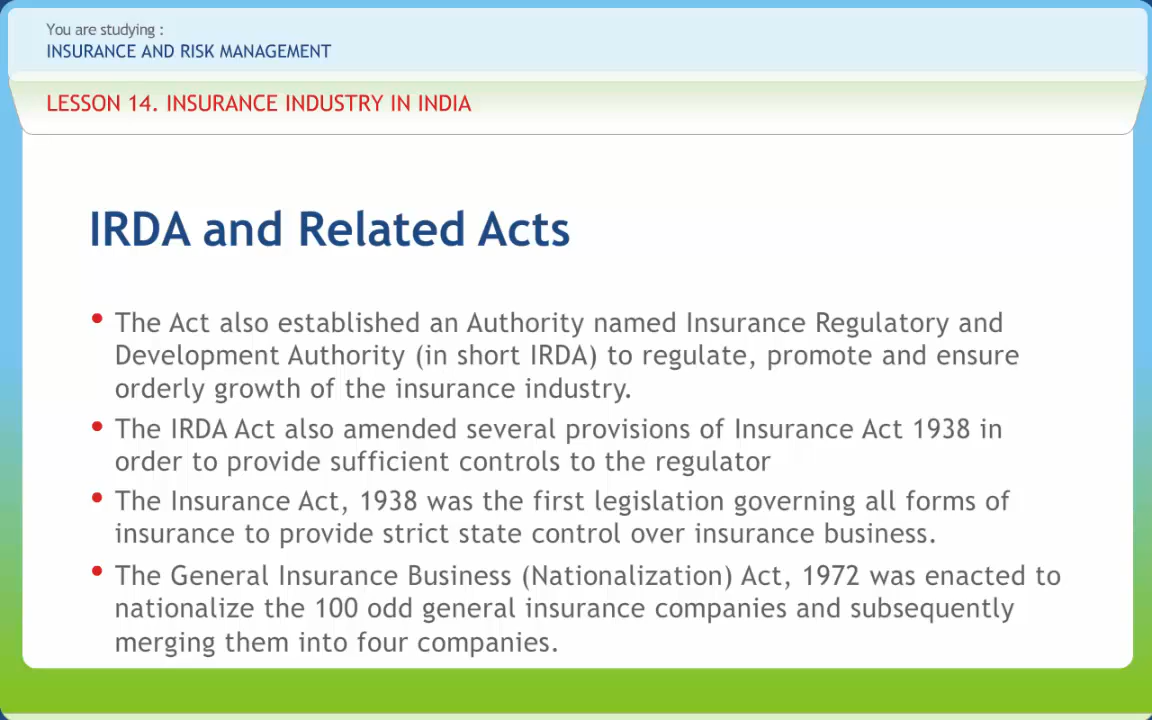 You are studying :
INSURANCE AND RISK MANAGEMENT
LESSON 14. INSURANCE INDUSTRY IN INDIA
IRDA and Related Acts
• The Act also established an Authority named Insurance Regulatory and
Development Authority (in short IRDA) to regulate, promote and ensure
orderly growth of the insurance industry.
• The IRDA Act also amended several provisions of Insurance Act 1938 in
order to provide sufficient controls to the regulator
• The Insurance Act, 1938 was the first legislation governing all forms of
insurance to provide strict state control over insurance business.
• The General Insurance Business (Nationalization) Act, 1972 was enacted to
nationalize the 100 odd general insurance companies and subsequently
merging them into four companies.